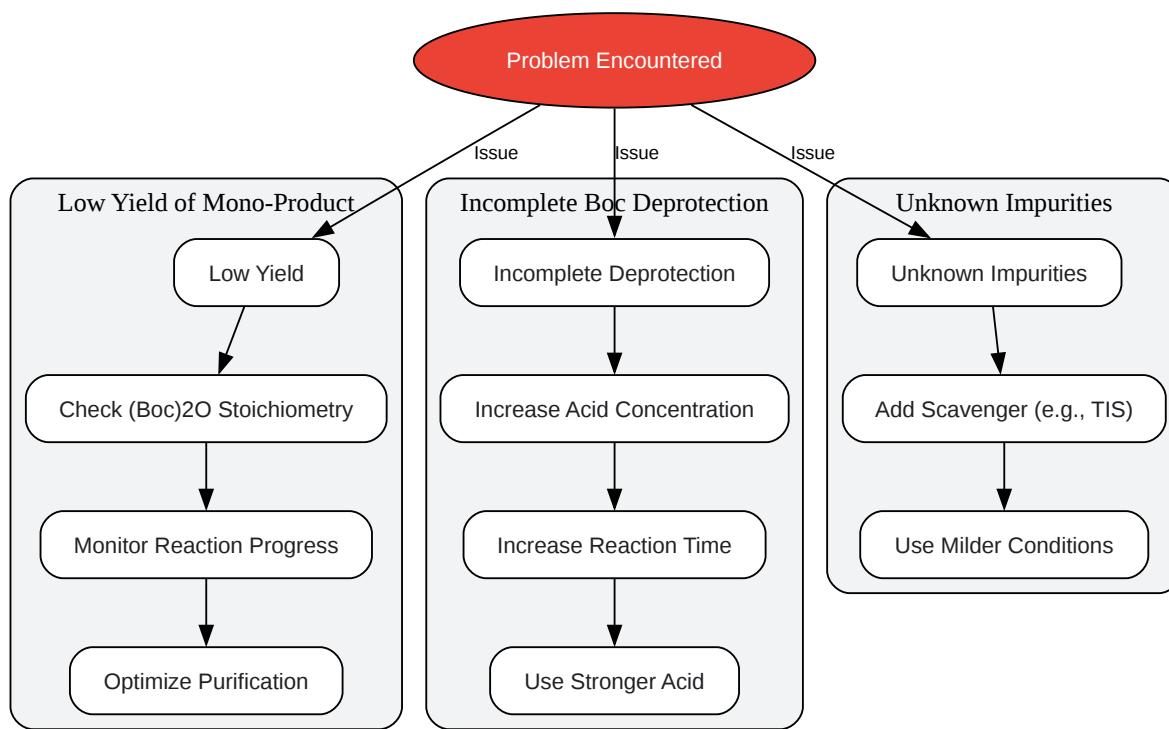 Problem Encountered
Issue
Issue
Issue
Low Yield of Mono-Product
Incomplete Boc Deprotection
Unknown Impurities
Low Yield
Incomplete Deprotection
Unknown Impurities
Check (Boc)2O Stoichiometry
Increase Acid Concentration
Add Scavenger (e.g., TIS)
Monitor Reaction Progress
Increase Reaction Time
Use Milder Conditions
Optimize Purification
Use Stronger Acid